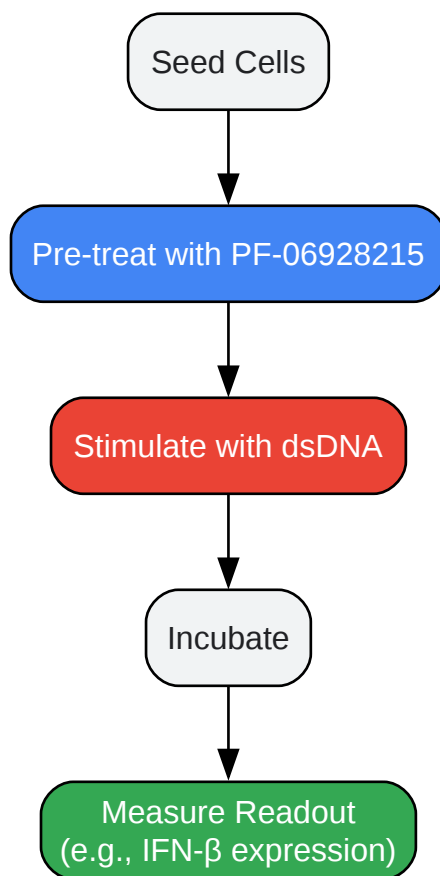 Seed Cells
Pre-treat with PF-06928215
Stimulate with dsDNA
Incubate
Measure Readout
(e.g., IFN-β expression)